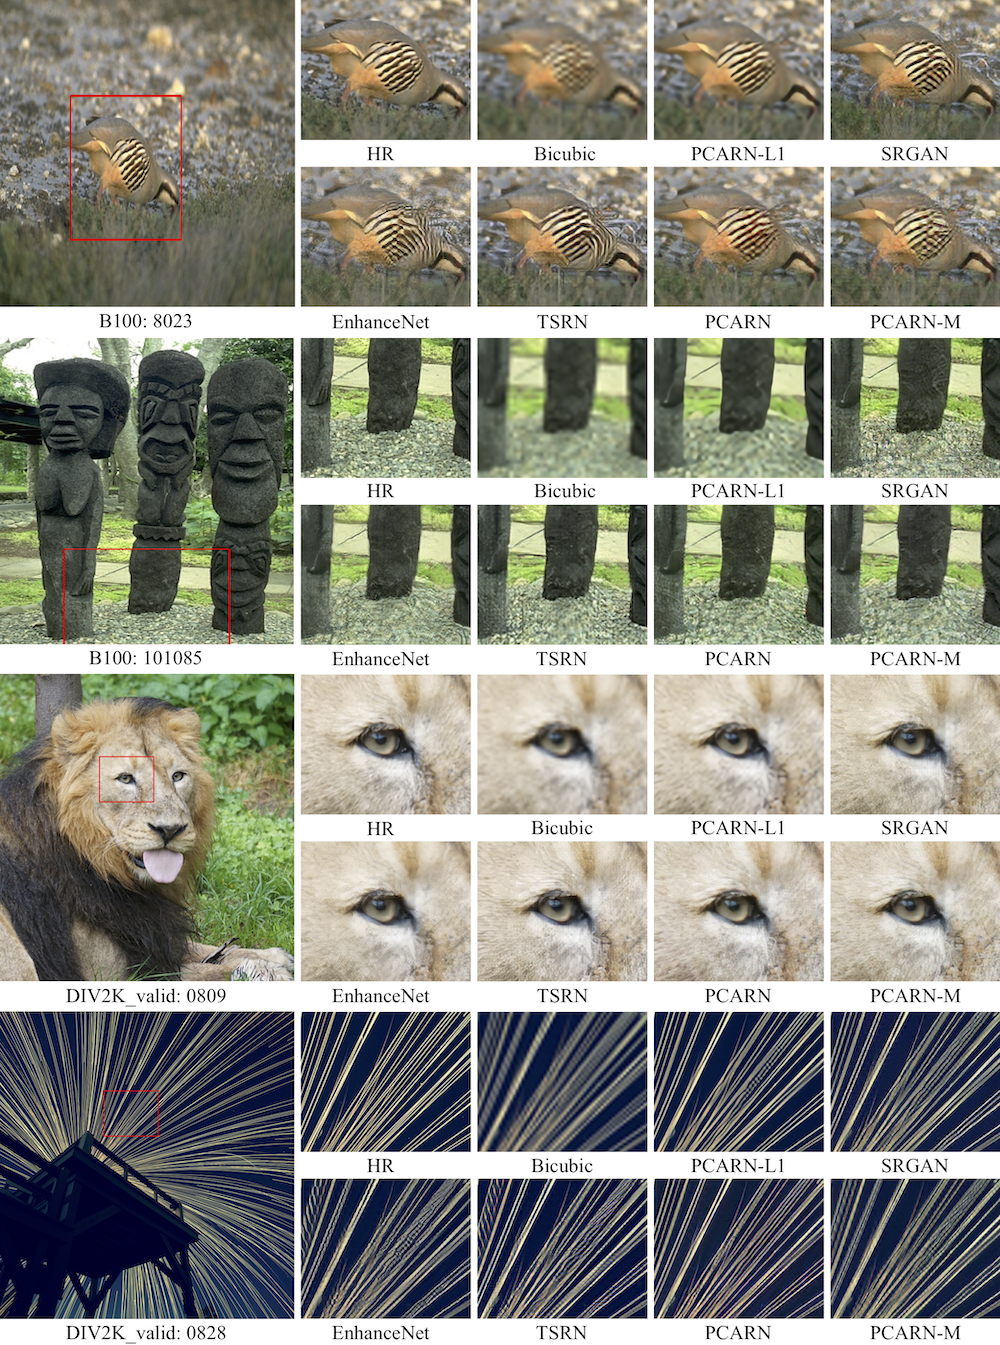 HR Bicubic PCARN-L1 SRGAN
EnhanceNet TSRN PCARN PCARN-M
B100: 8023
HR Bicubic PCARN-L1 SRGAN
EnhanceNet TSRN PCARN PCARN-M
B100: 101085
HR Bicubic PCARN-L1 SRGAN
EnhanceNet TSRN PCARN PCARN-M
DIV2K_valid: 0809
HR Bicubic PCARN-L1 SRGAN
EnhanceNet TSRN PCARN PCARN-M
DIV2K_valid: 0828